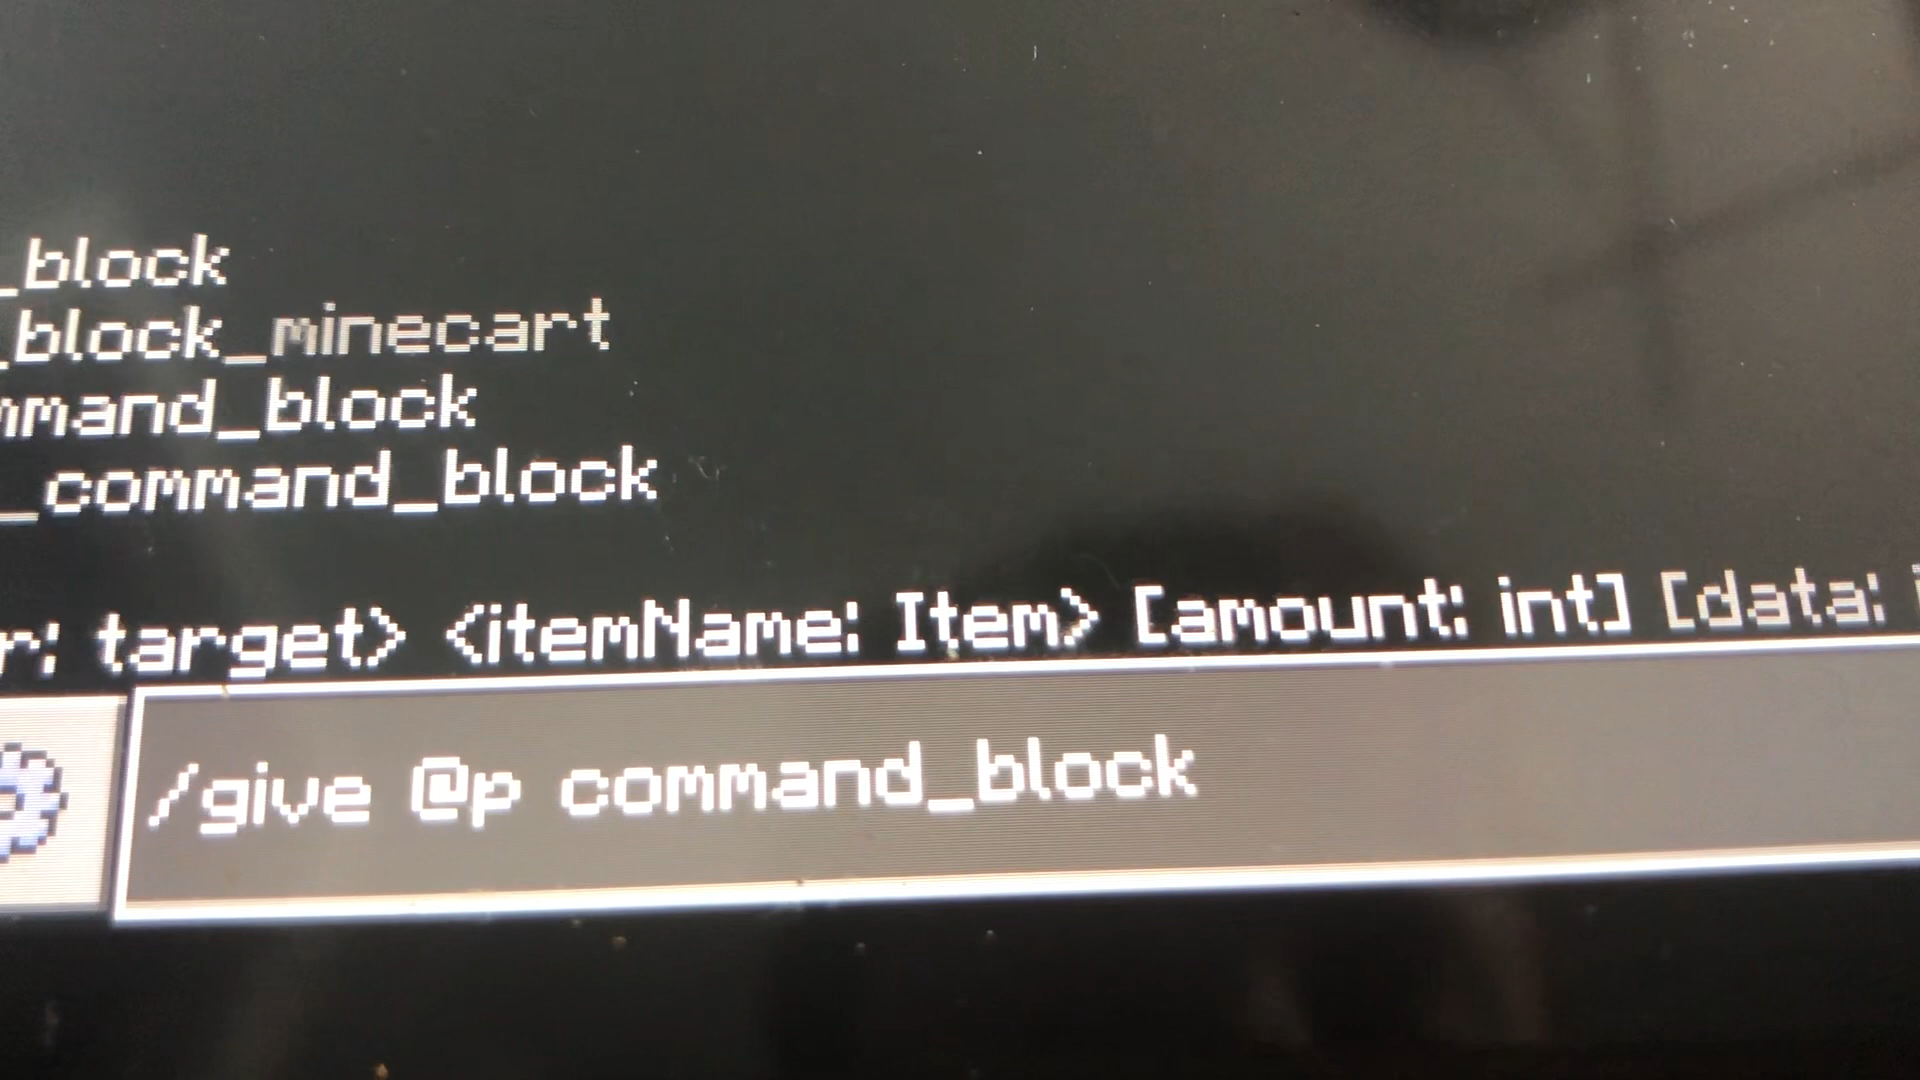 _block
_block_minecart
mmand_block
_command_block
r: target> <itemName: Item> [amount: int] [data: i
/give @p command_block